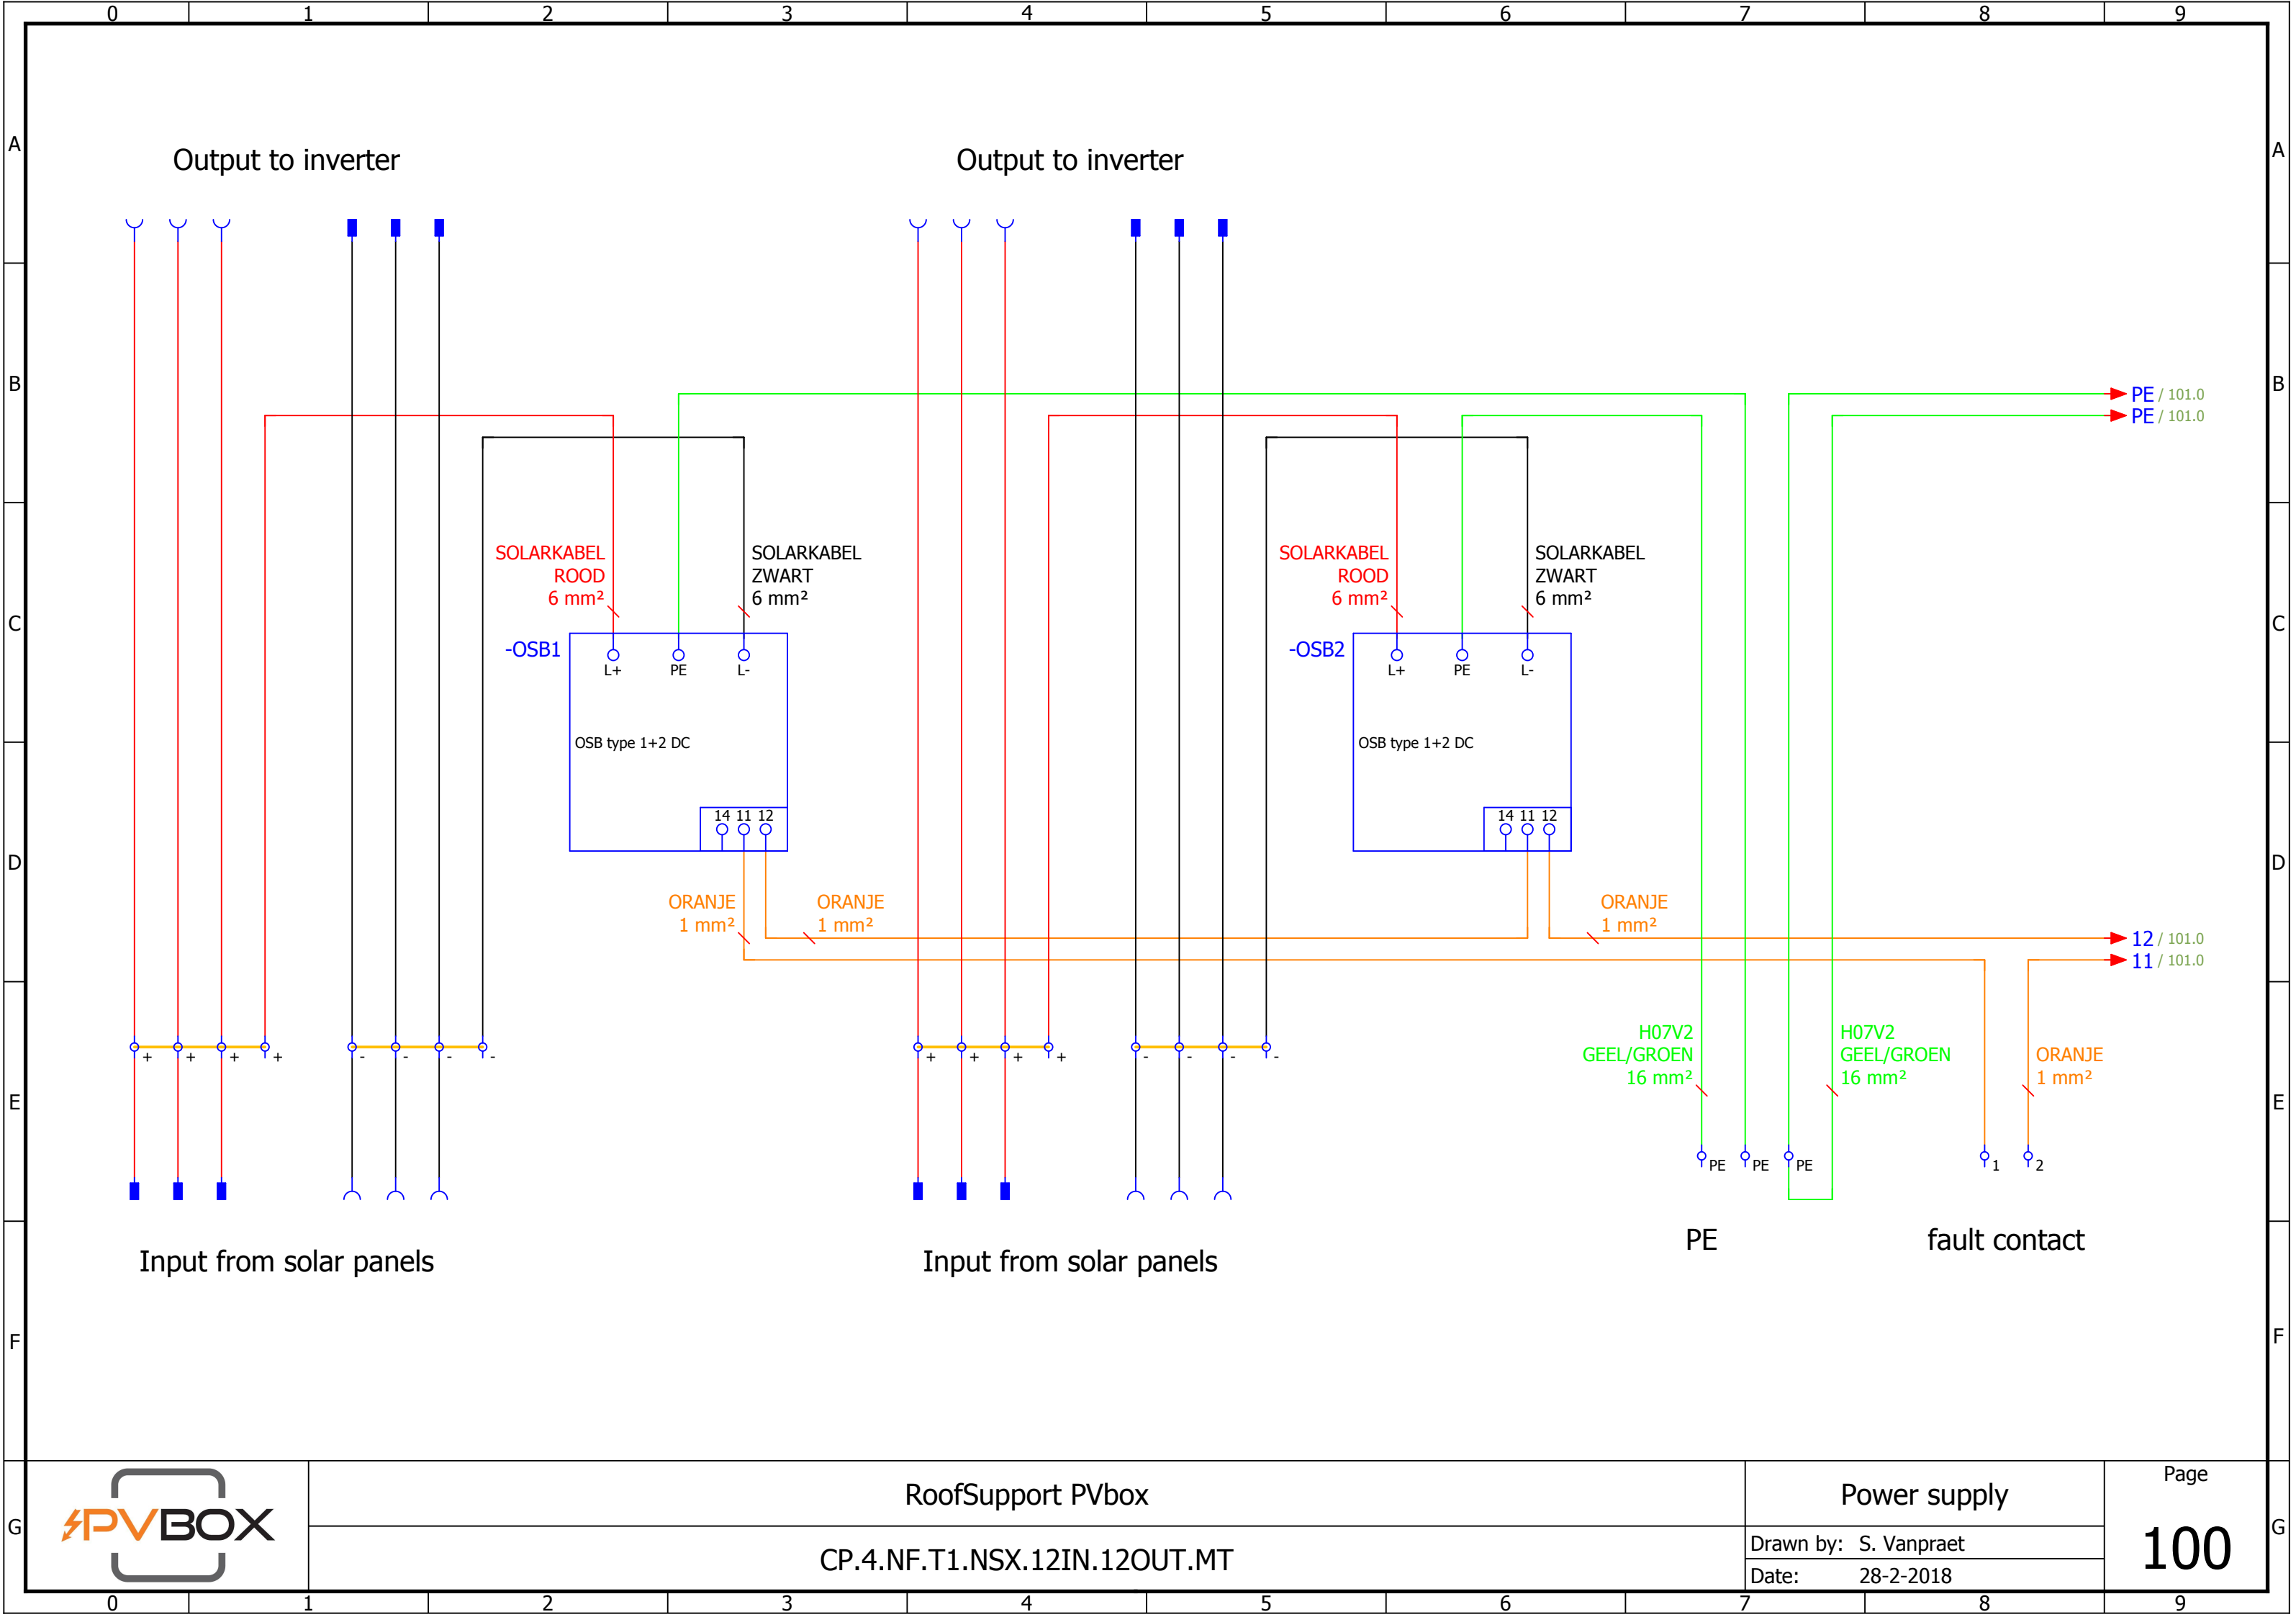 0 1 2 3 4 5 6 7 8 9
A A
Output to inverter Output to inverter
B B
PE / 101.0
PE / 101.0
SOLARKABEL
ROOD
6 mm²
SOLARKABEL
ZWART
6 mm²
SOLARKABEL
ROOD
6 mm²
SOLARKABEL
ZWART
6 mm²
C C
-OSB1
L+ PE L-
-OSB2
L+ PE L-
OSB type 1+2 DC
OSB type 1+2 DC
14 11 12
14 11 12
D D
ORANJE
1 mm²
ORANJE
1 mm²
ORANJE
1 mm²
12 / 101.0
11 / 101.0
+ + + + - - - - + + + + - - - -
H07V2
GEEL/GROEN
16 mm²
H07V2
GEEL/GROEN
16 mm²
ORANJE
1 mm²
E E
PE PE PE 1 2
PE fault contact
Input from solar panels Input from solar panels
F F
G G
PVBOX
RoofSupport PVbox
CP.4.NF.T1.NSX.12IN.12OUT.MT
Power supply
Drawn by: S. Vanpraet
Date: 28-2-2018
Page
100
0 1 2 3 4 5 6 7 8 9